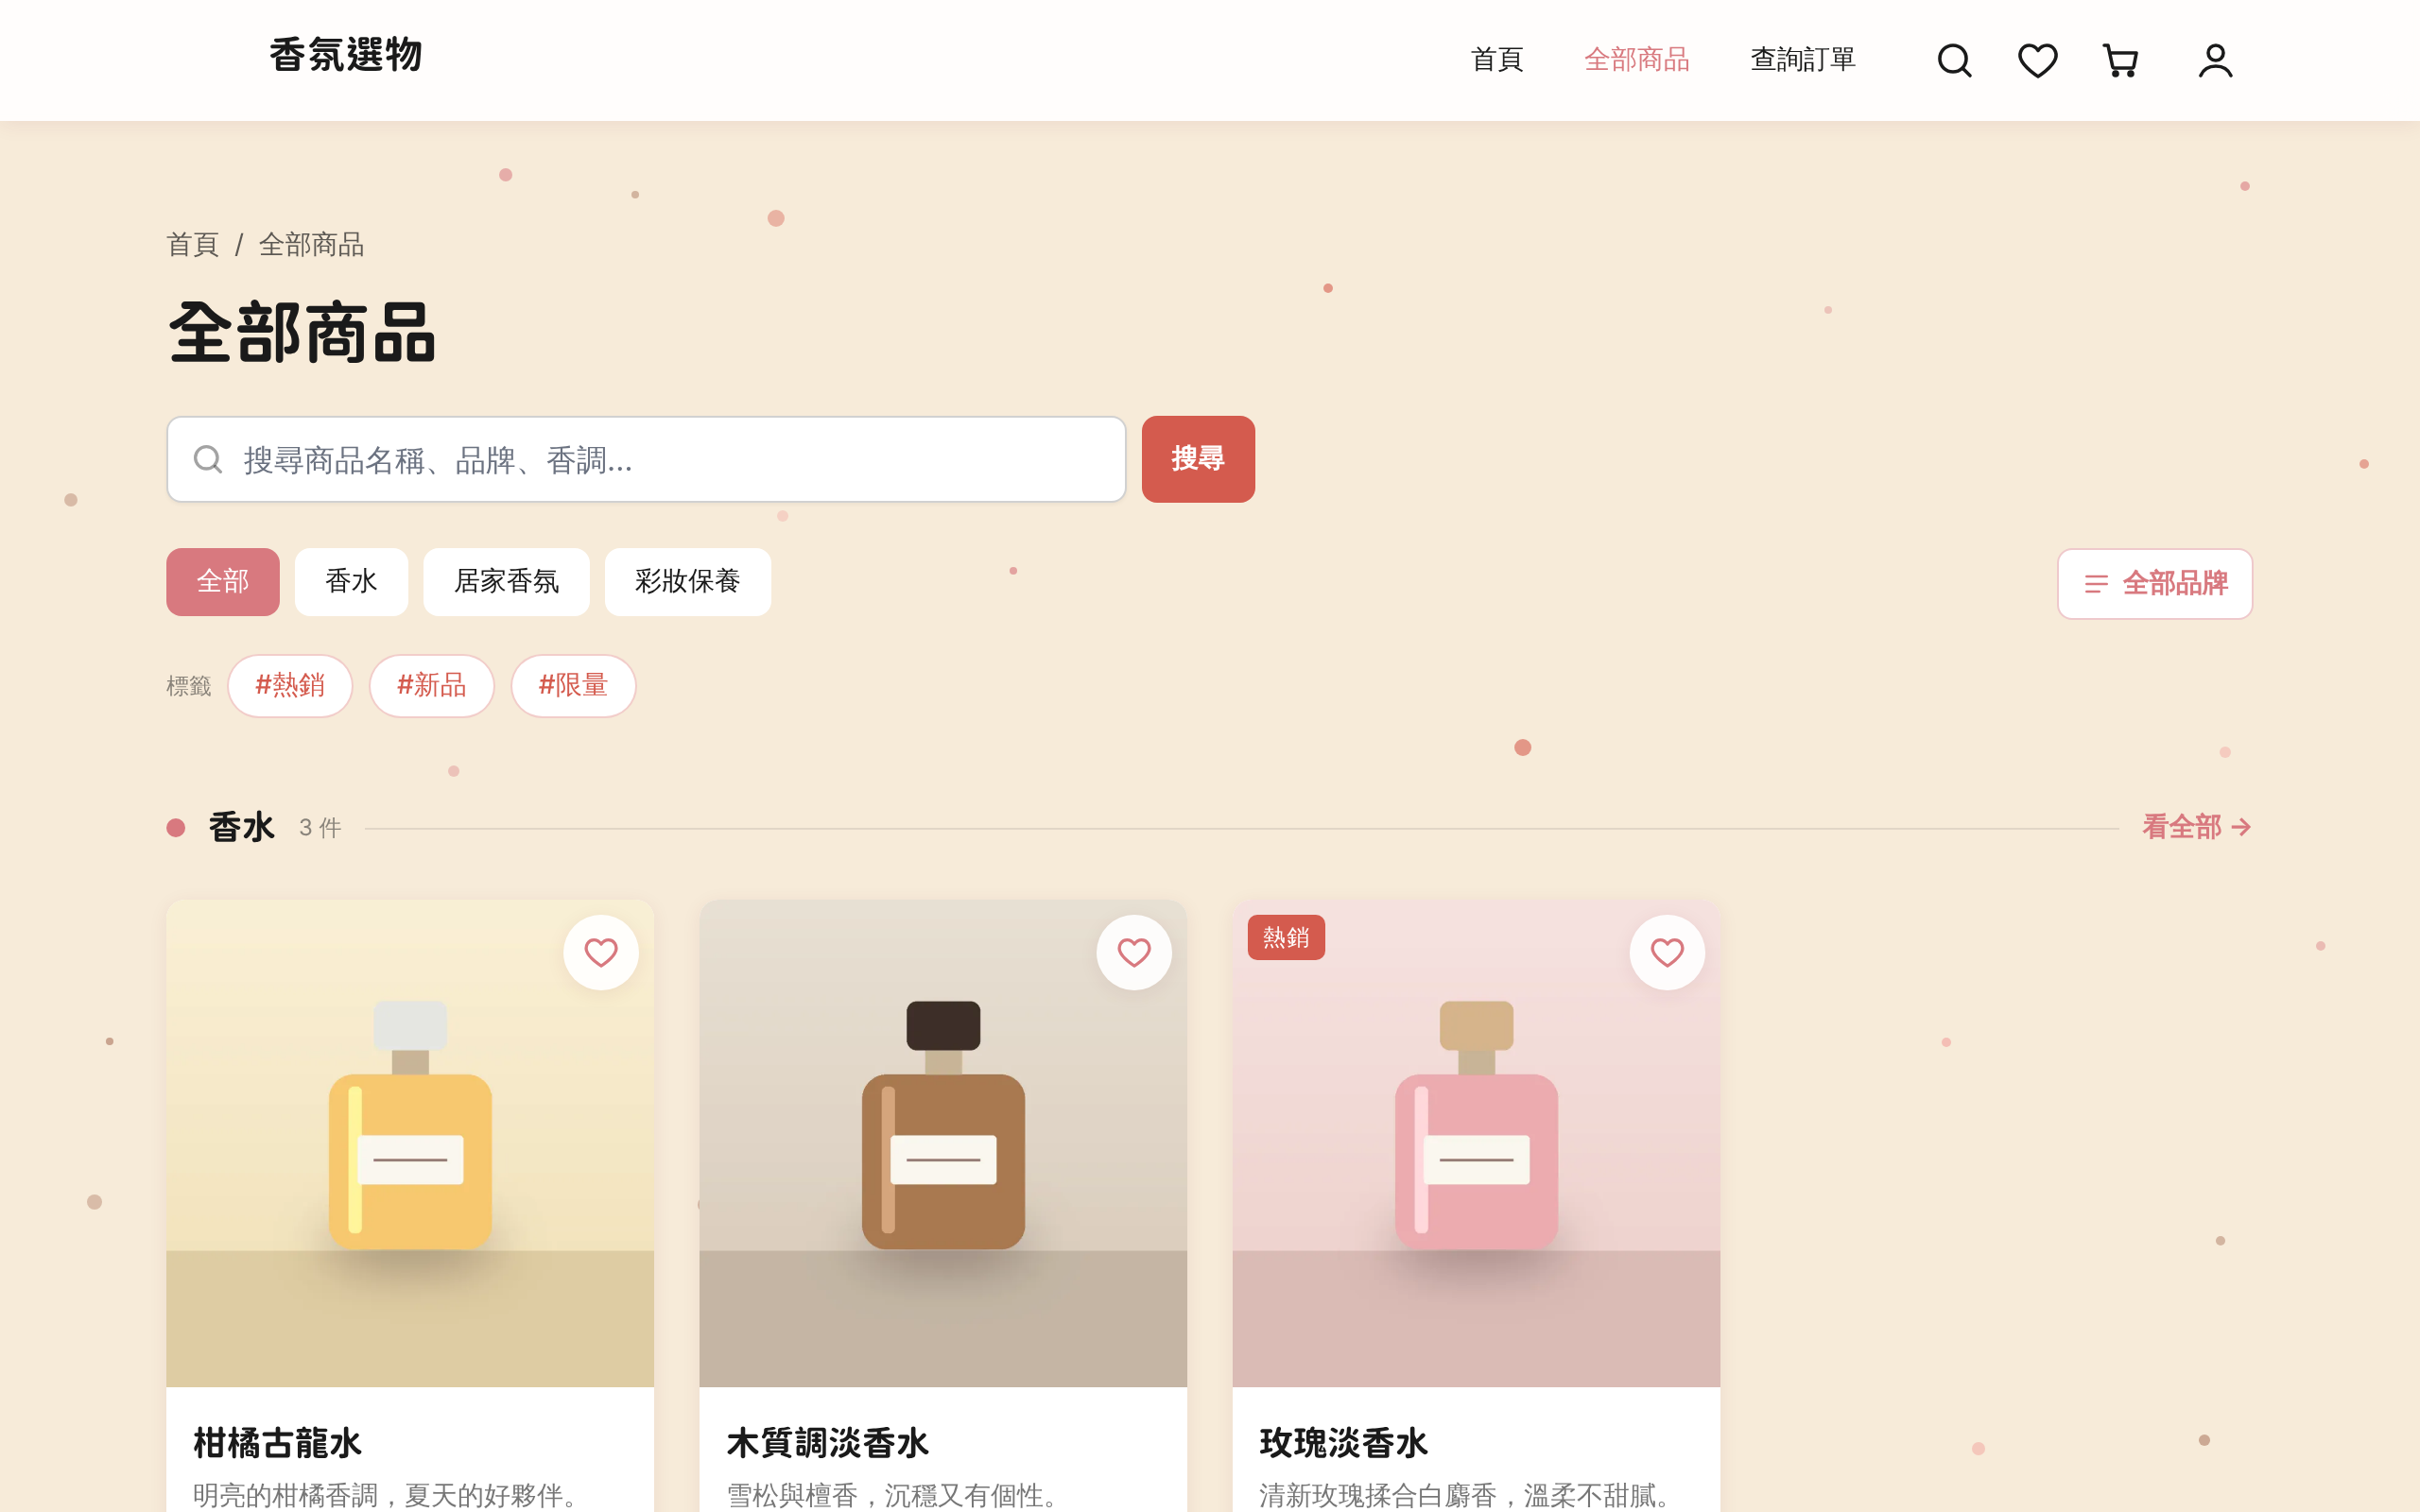 香氛選物
首頁 全部商品 查詢訂單
首頁 / 全部商品
全部商品
搜尋商品名稱、品牌、香調... 搜尋
全部 香水 居家香氛 彩妝保養 全部品牌
標籤 #熱銷 #新品 #限量
香水 3 件 看全部 →
熱銷
柑橘古龍水
明亮的柑橘香調，夏天的好夥伴。
木質調淡香水
雪松與檀香，沉穩又有個性。
玫瑰淡香水
清新玫瑰揉合白麝香，溫柔不甜膩。